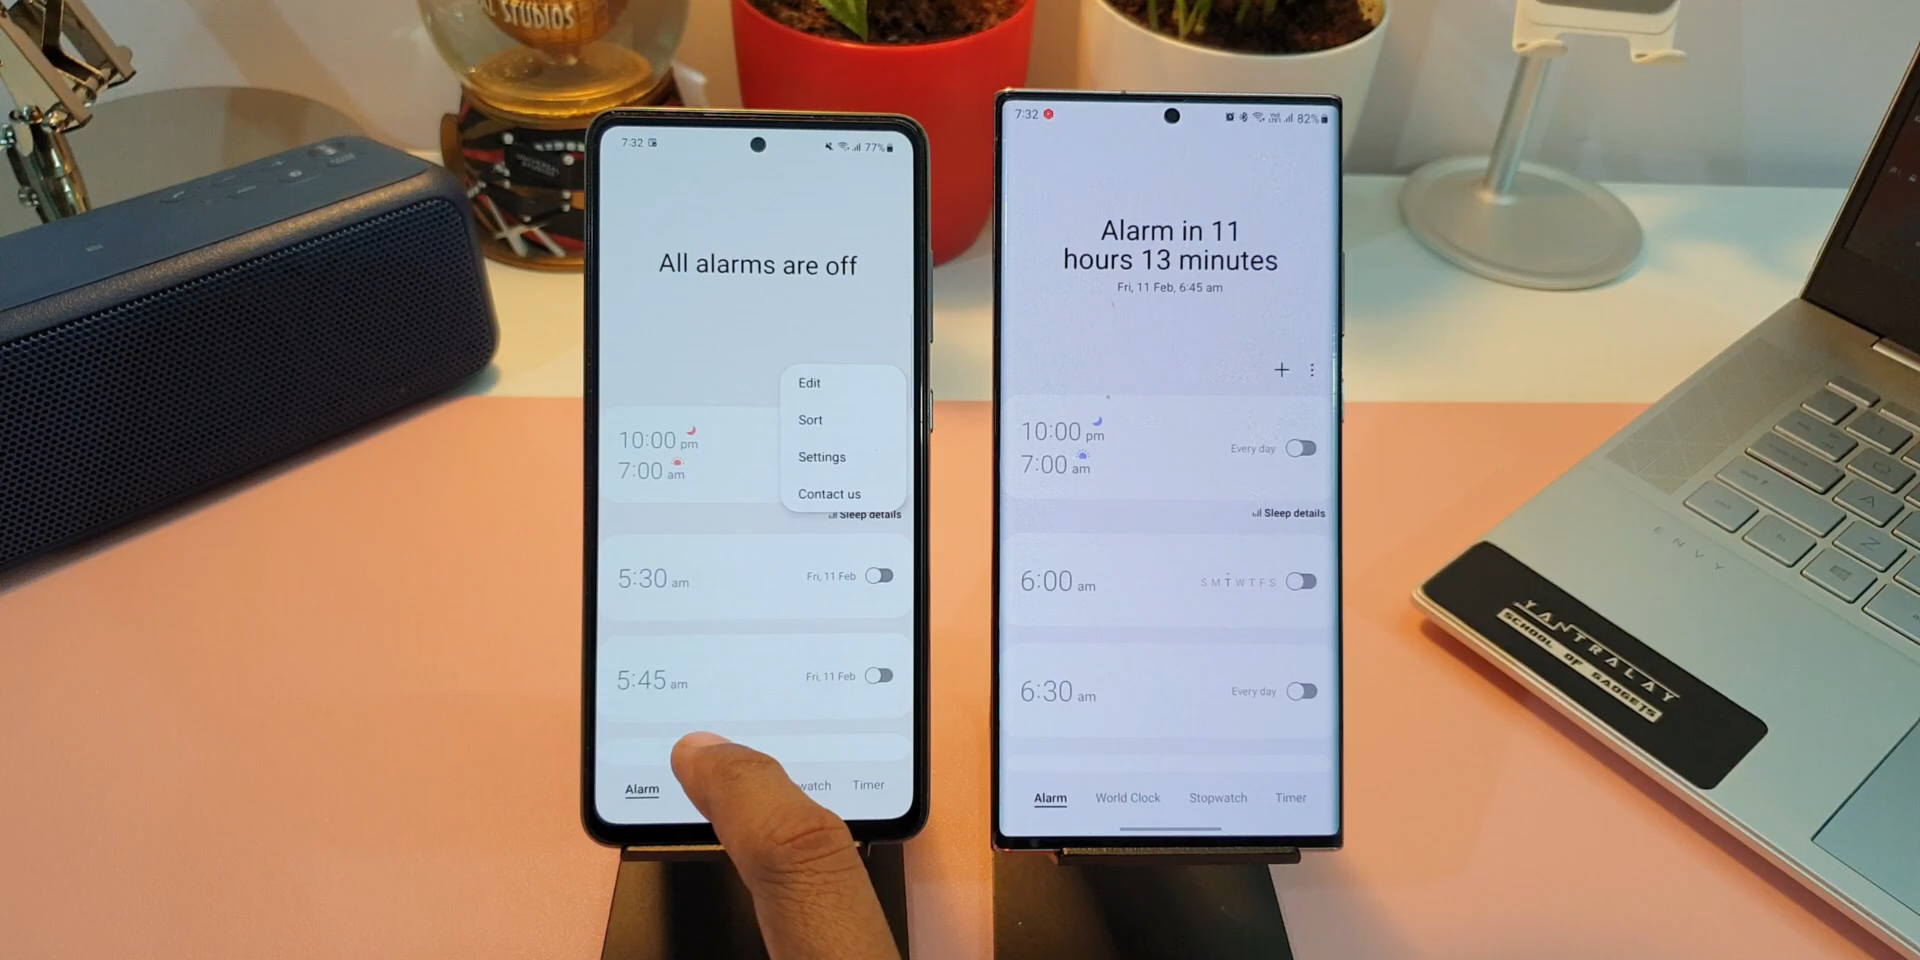 STUDIOS
7:32
77%
All alarms are off
Edit
Sort
Settings
Contact us
10:00 pm
7:00 am
Sleep details
5:30 am
Fri, 11 Feb
5:45 am
Fri, 11 Feb
Alarm
watch
Timer
7:32
82%
Alarm in 11
hours 13 minutes
Fri, 11 Feb, 6:45 am
+
10:00 pm
7:00 am
Every day
Sleep details
6:00 am
S M T W T F S
6:30 am
Every day
Alarm
World Clock
Stopwatch
Timer
ENVY
YANTRALAY
SCHOOL OF GADGETS
A
Z